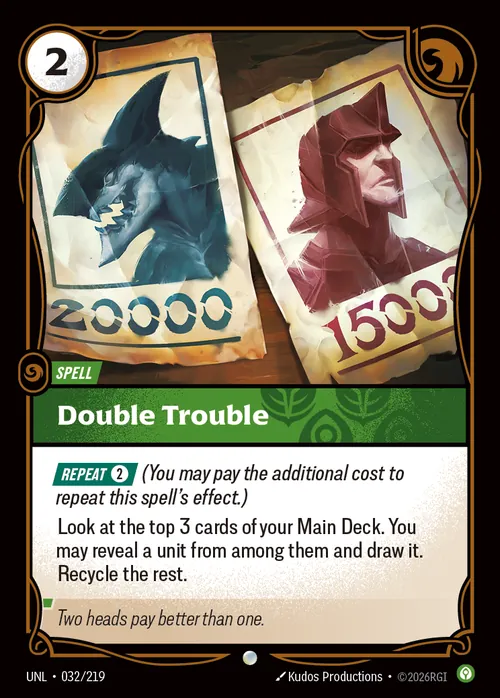 2
20000
1500
SPELL
Double Trouble
REPEAT 2 (You may pay the additional cost to
repeat this spell's effect.)
Look at the top 3 cards of your Main Deck. You
may reveal a unit from among them and draw it.
Recycle the rest.
Two heads pay better than one.
UNL • 032/219
Kudos Productions • ©2026RGI